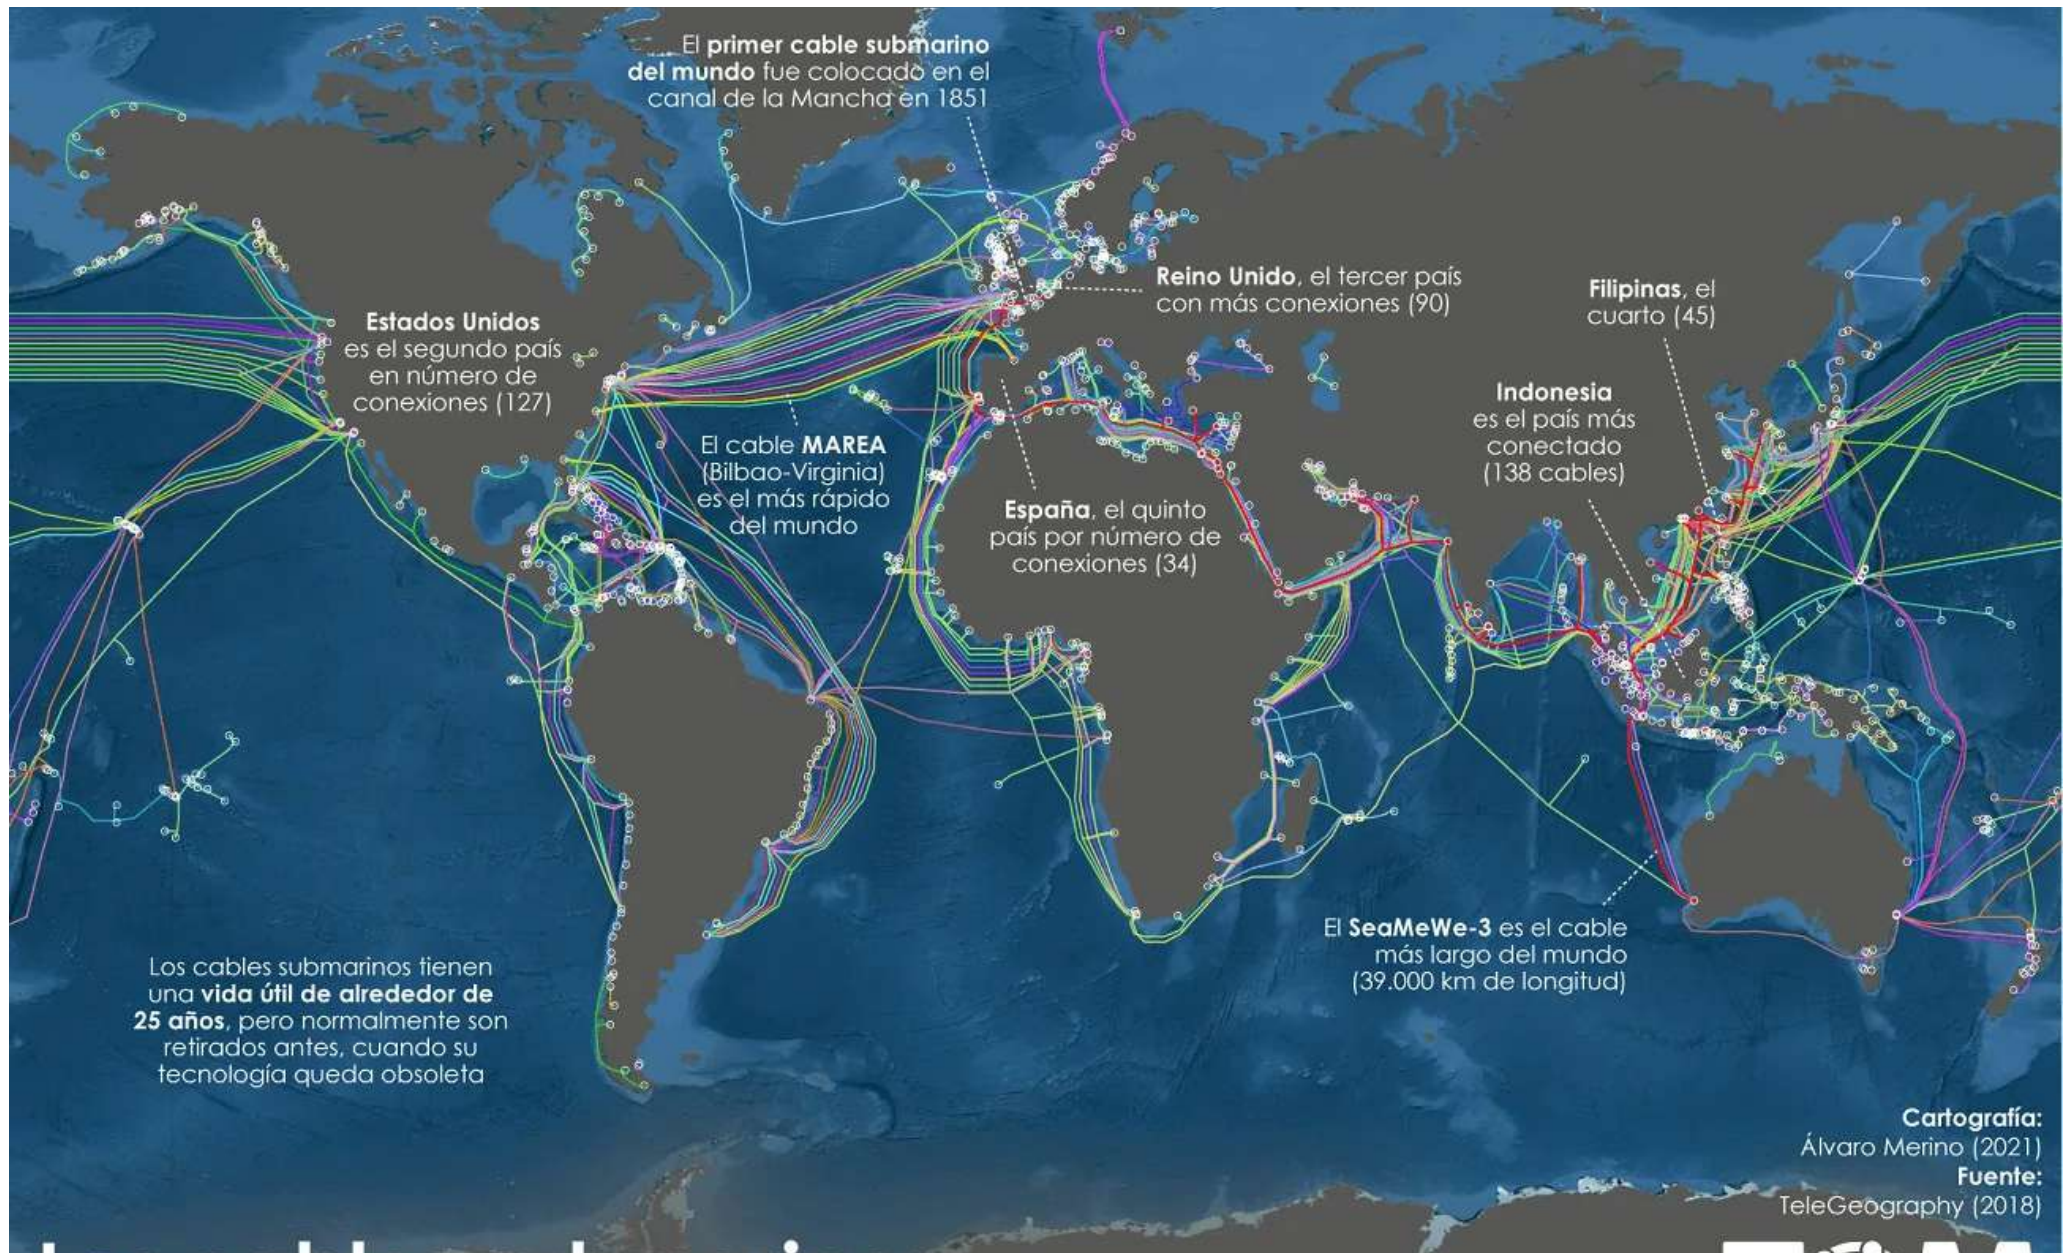 El primer cable submarino
del mundo fue colocado en el
canal de la Mancha en 1851
Reino Unido, el tercer país
con más conexiones (90)
Filipinas, el
cuarto (45)
Estados Unidos
es el segundo país
en número de
conexiones (127)
Indonesia
es el país más
conectado
(138 cables)
El cable MAREA
(Bilbao-Virginia)
es el más rápido
del mundo
España, el quinto
país por número de
conexiones (34)
El SeaMeWe-3 es el cable
más largo del mundo
(39.000 km de longitud)
Los cables submarinos tienen
una vida útil de alrededor de
25 años, pero normalmente son
retirados antes, cuando su
tecnología queda obsoleta
Cartografía:
Álvaro Merino (2021)
Fuente:
TeleGeography (2018)